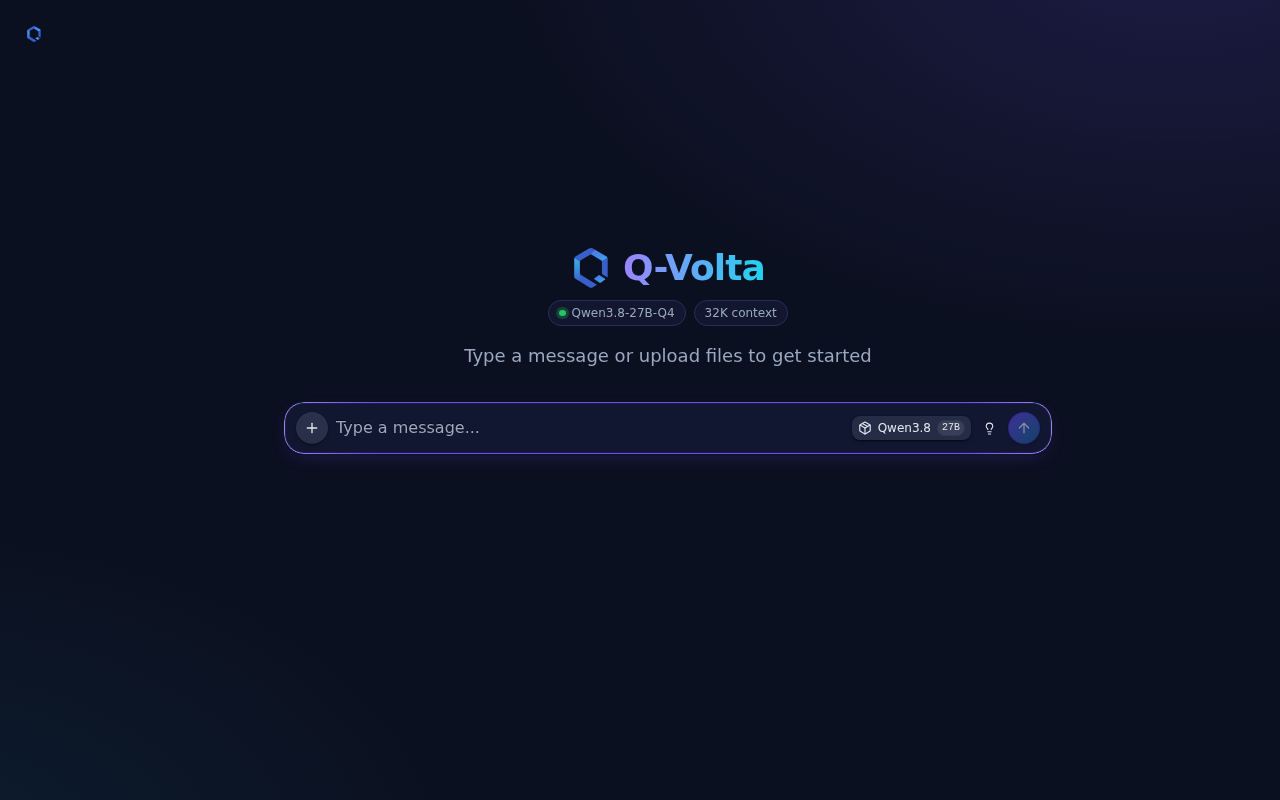 Q-Volta
Qwen3.8-27B-Q4 32K context
Type a message or upload files to get started
Type a message... Qwen3.8 27B